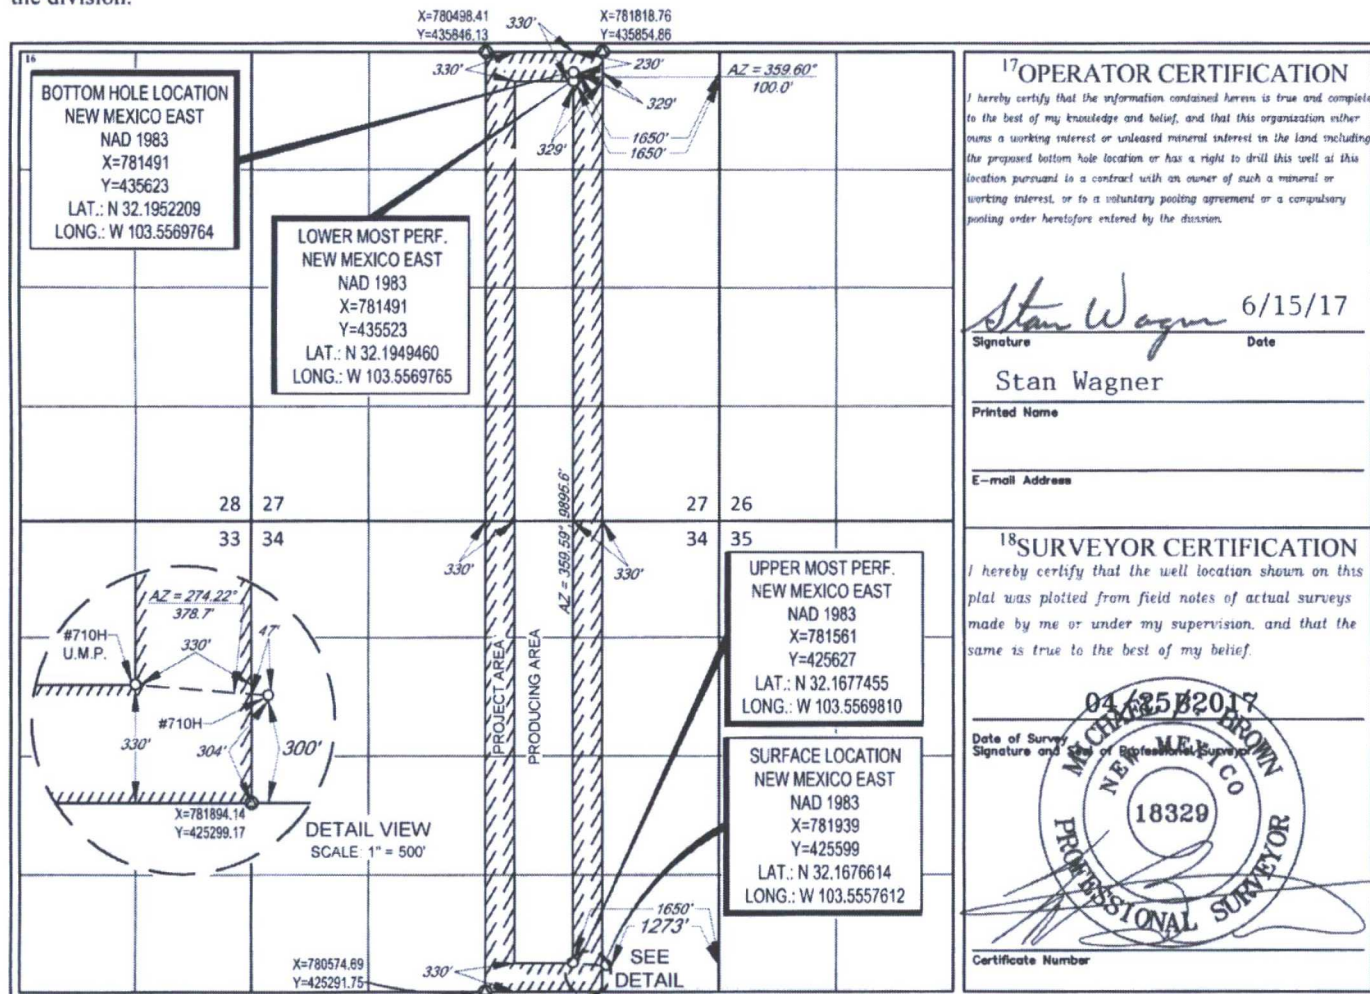 the division.
X=780498.41
Y=435846.13
330'
X=781818.76
Y=435854.86
16
330'
230'
AZ = 359.60°
100.0'
329'
1650'
1650'
329'
BOTTOM HOLE LOCATION
NEW MEXICO EAST
NAD 1983
X=781491
Y=435623
LAT.: N 32.1952209
LONG.: W 103.5569764
LOWER MOST PERF.
NEW MEXICO EAST
NAD 1983
X=781491
Y=435523
LAT.: N 32.1949460
LONG.: W 103.5569765
28 27
33 34
27 26
34 35
330'
330'
AZ = 359.59°, 9895.6'
PROJECT AREA
PRODUCING AREA
UPPER MOST PERF.
NEW MEXICO EAST
NAD 1983
X=781561
Y=425627
LAT.: N 32.1677455
LONG.: W 103.5569810
SURFACE LOCATION
NEW MEXICO EAST
NAD 1983
X=781939
Y=425599
LAT.: N 32.1676614
LONG.: W 103.5557612
AZ = 274.22°
378.7'
#710H
U.M.P.
330'
47'
#710H
330'
304'
300'
X=781894.14
Y=425299.17
DETAIL VIEW
SCALE: 1" = 500'
1650'
1273'
SEE
DETAIL
X=780574.69
Y=425291.75
330'
17 OPERATOR CERTIFICATION
I hereby certify that the information contained herein is true and complete
to the best of my knowledge and belief, and that this organization either
owns a working interest or unleased mineral interest in the land including
the proposed bottom hole location or has a right to drill this well at this
location pursuant to a contract with an owner of such a mineral or
working interest, or to a voluntary pooling agreement or a compulsory
pooling order heretofore entered by the division.
Stan Wagner 6/15/17
Signature Date
Stan Wagner
Printed Name
E-mail Address
18 SURVEYOR CERTIFICATION
I hereby certify that the well location shown on this
plat was plotted from field notes of actual surveys
made by me or under my supervision, and that the
same is true to the best of my belief.
04/25/2017
Date of Survey
Signature and Seal of Professional Surveyor
MICHAEL BROWN
NEW MEXICO
18329
PROFESSIONAL SURVEYOR
Certificate Number